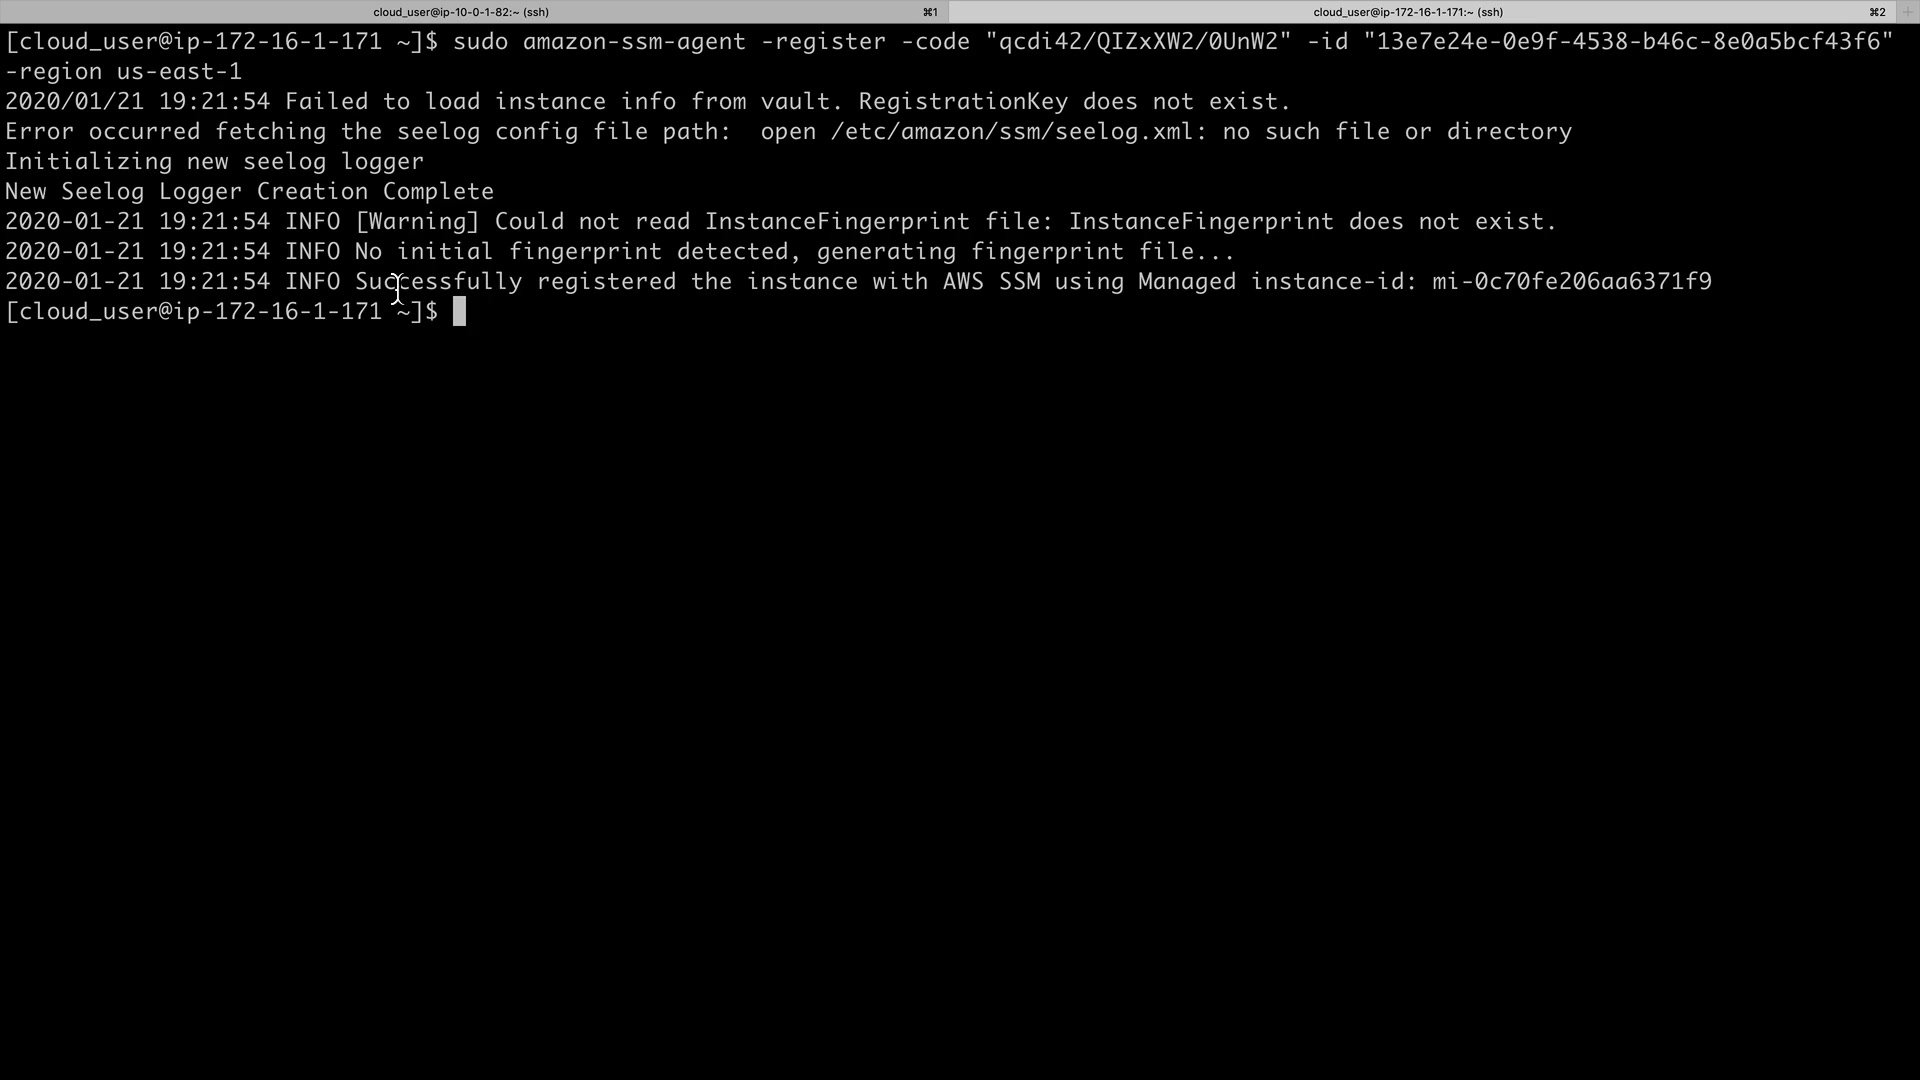 cloud_user@ip-10-0-1-82:~ (ssh) ⌘1 cloud_user@ip-172-16-1-171:~ (ssh) ⌘2 +
[cloud_user@ip-172-16-1-171 ~]$ sudo amazon-ssm-agent -register -code "qcdi42/QIZxXW2/0UnW2" -id "13e7e24e-0e9f-4538-b46c-8e0a5bcf43f6"
-region us-east-1
2020/01/21 19:21:54 Failed to load instance info from vault. RegistrationKey does not exist.
Error occurred fetching the seelog config file path:  open /etc/amazon/ssm/seelog.xml: no such file or directory
Initializing new seelog logger
New Seelog Logger Creation Complete
2020-01-21 19:21:54 INFO [Warning] Could not read InstanceFingerprint file: InstanceFingerprint does not exist.
2020-01-21 19:21:54 INFO No initial fingerprint detected, generating fingerprint file...
2020-01-21 19:21:54 INFO Successfully registered the instance with AWS SSM using Managed instance-id: mi-0c70fe206aa6371f9
[cloud_user@ip-172-16-1-171 ~]$